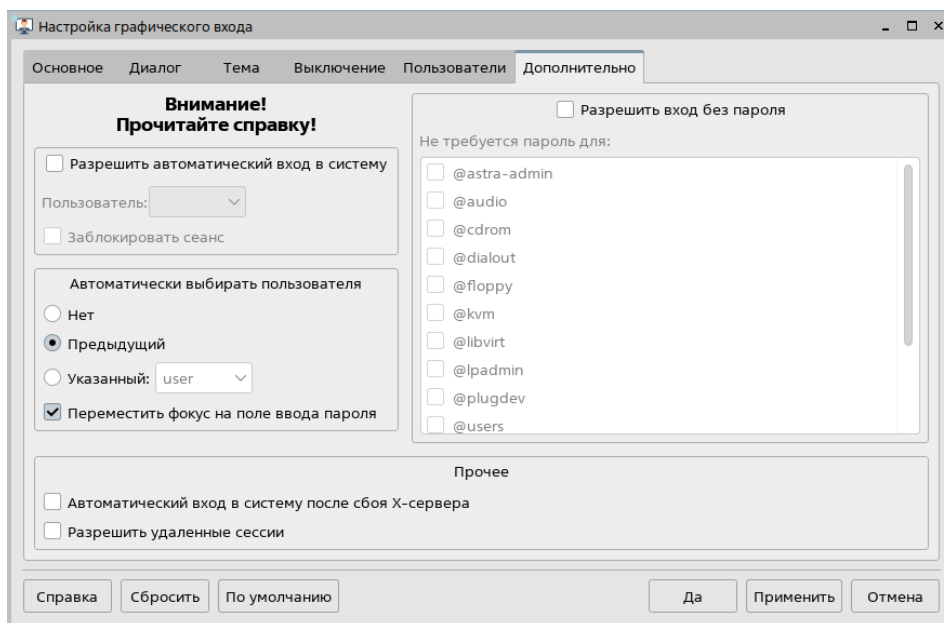 Настройка графического входа
Основное Диалог Тема Выключение Пользователи Дополнительно
Внимание!
Прочитайте справку!
Разрешить автоматический вход в систему
Пользователь:
Заблокировать сеанс
Автоматически выбирать пользователя
Нет
Предыдущий
Указанный: user
Переместить фокус на поле ввода пароля
Разрешить вход без пароля
Не требуется пароль для:
@astra-admin
@audio
@cdrom
@dialout
@floppy
@kvm
@libvirt
@lpadmin
@plugdev
@users
Прочее
Автоматический вход в систему после сбоя X-сервера
Разрешить удаленные сессии
Справка Сбросить По умолчанию Да Применить Отмена